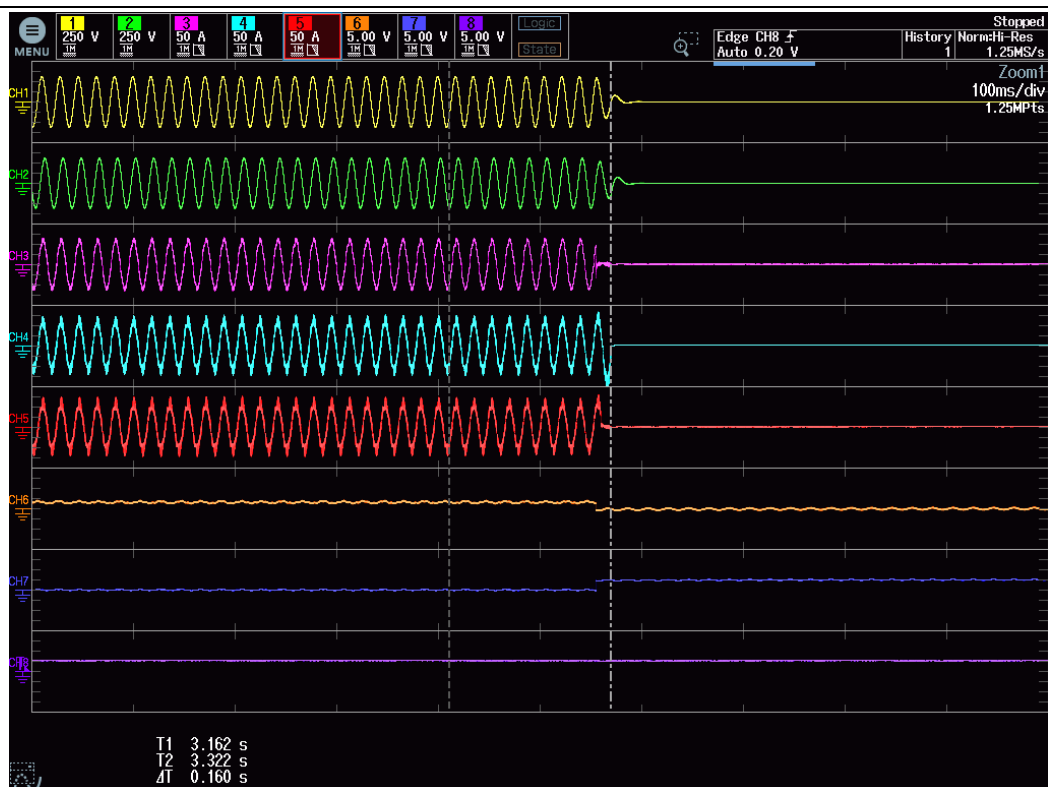 MENU
1 2 3 4 5 6 7 8
250 V 250 V 50 A 50 A 50 A 5.00 V 5.00 V 5.00 V
1M 1M 1M 1M 1M 1M 1M 1M
Logic
State
Edge CH8
Auto 0.20 V
Stopped
History Norm:Hi-Res
1 1.25MS/s
Zoom1
100ms/div
1.25MPts
CH1
CH2
CH3
CH4
CH5
CH6
CH7
CH8
T1 3.162 s
T2 3.322 s
ΔT 0.160 s